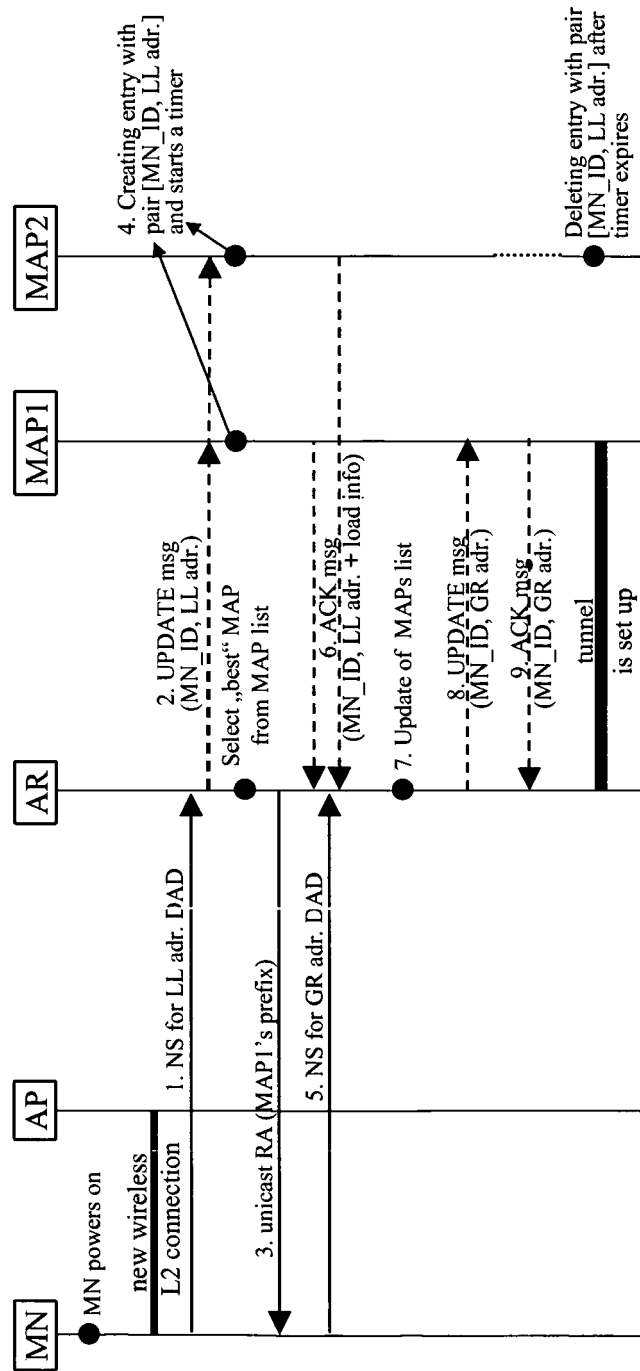 MN
AP
AR
MAP1
MAP2
MN powers on
new wireless
L2 connection
1. NS for LL adr. DAD
2. UPDATE msg
(MN_ID, LL adr.)
4. Creating entry with
pair [MN_ID, LL adr.]
and starts a timer
Select „best“ MAP
from MAP list
3. unicast RA (MAP1's prefix)
5. NS for GR adr. DAD
6. ACK msg
(MN_ID, LL adr. + load info)
7. Update of MAPs list
8. UPDATE msg
(MN_ID, GR adr.)
9. ACK msg
(MN_ID, GR adr.)
tunnel
is set up
Deleting entry with pair
[MN_ID, LL adr.] after
timer expires